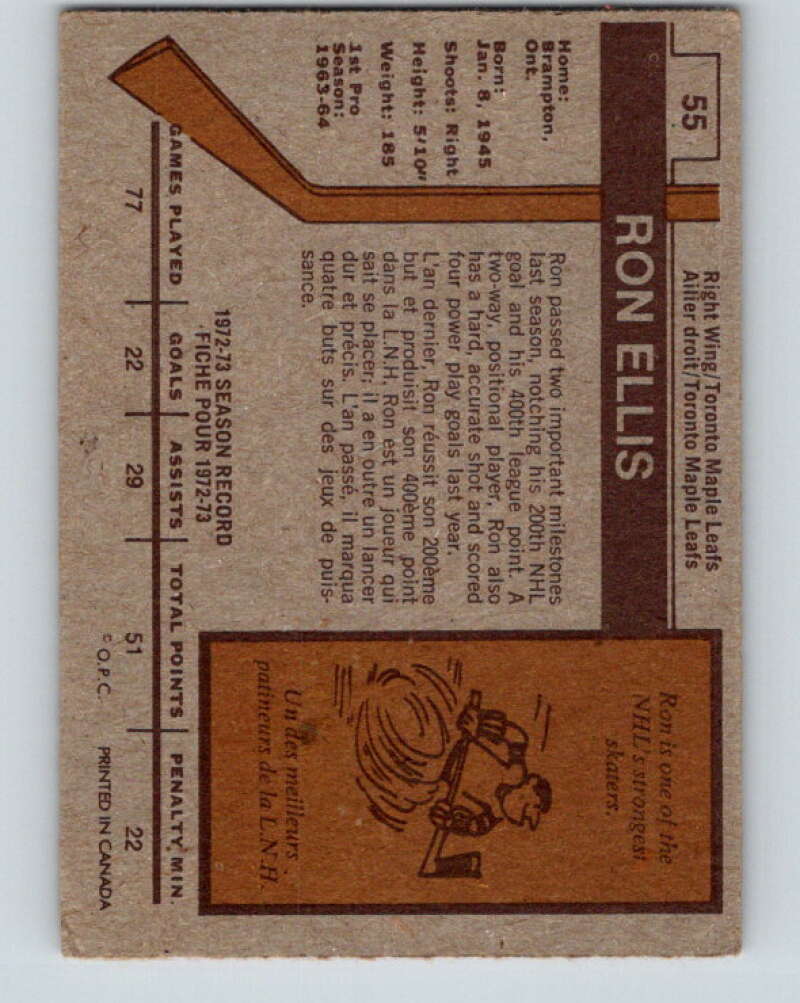 55
Right Wing/Toronto Maple Leafs
Ailier droit/Toronto Maple Leafs
RON ELLIS
Home:
Brampton,
Ont.
Born:
Jan. 8, 1945
Shoots: Right
Height: 5'10"
Weight: 185
1st Pro
Season:
1963-64
Ron passed two important milestones
last season, notching his 200th NHL
goal and his 400th league point. A
two-way, positional player, Ron also
has a hard, accurate shot and scored
four power play goals last year.
L'an dernier, Ron réussit son 200ème
but et produisit son 400ème point
dans la L.N.H. Ron est un joueur qui
sait se placer; il a en outre un lancer
dur et précis. L'an passé, il marqua
quatre buts sur des jeux de puis-
sance.
Ron is one of the
NHL's strongest
skaters.
Un des meilleurs
patineurs de la L.N.H.
1972-73 SEASON RECORD
FICHE POUR 1972-73
GAMES PLAYED GOALS ASSISTS TOTAL POINTS PENALTY MIN.
77 22 29 51 22
© O.P.C. PRINTED IN CANADA